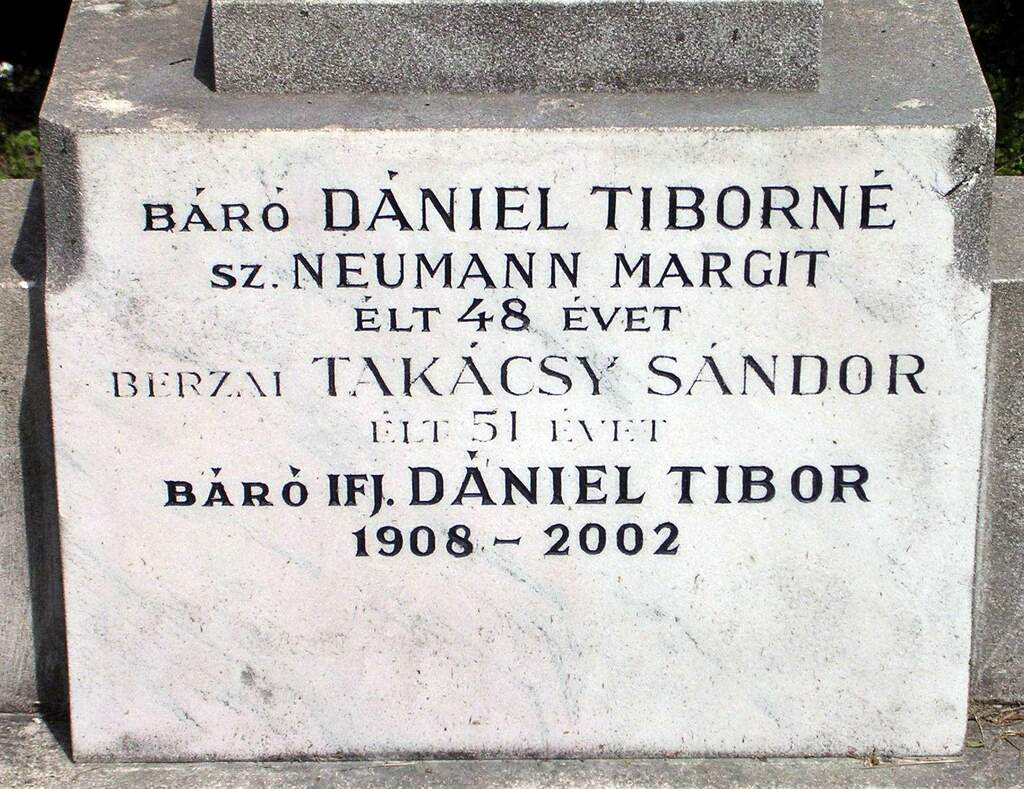 BÁRÓ DÁNIEL TIBORNÉ
SZ. NEUMANN MARGIT
ÉLT 48 ÉVET
BERZAI TAKÁCSY SÁNDOR
ÉLT 51 ÉVET
BÁRÓ IFJ. DÁNIEL TIBOR
1908 – 2002